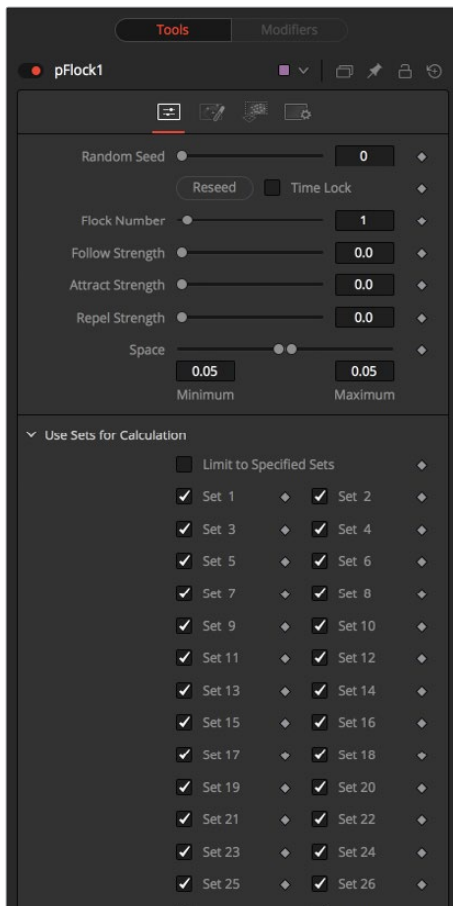 Tools Modifiers
pFlock1
Random Seed 0
Reseed Time Lock
Flock Number 1
Follow Strength 0.0
Attract Strength 0.0
Repel Strength 0.0
Space
0.05 0.05
Minimum Maximum
Use Sets for Calculation
Limit to Specified Sets
Set 1 Set 2
Set 3 Set 4
Set 5 Set 6
Set 7 Set 8
Set 9 Set 10
Set 11 Set 12
Set 13 Set 14
Set 15 Set 16
Set 17 Set 18
Set 19 Set 20
Set 21 Set 22
Set 23 Set 24
Set 25 Set 26